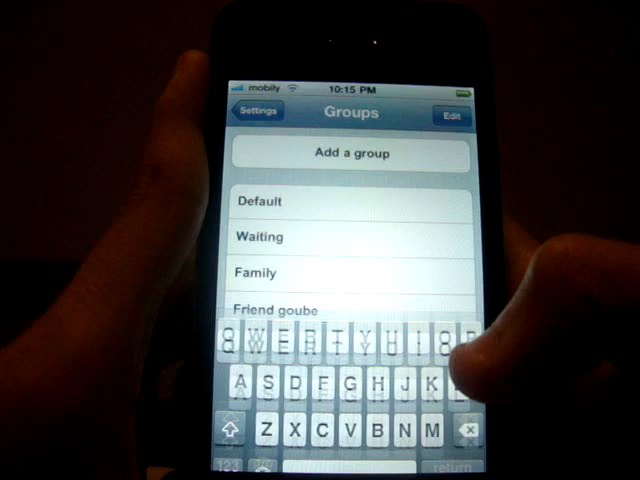 mobily 10:15 PM
Settings Groups Edit
Add a group
Default
Waiting
Family
Friend goube
Q W E R T Y U I O P
A S D F G H J K L
Z X C V B N M
123 return